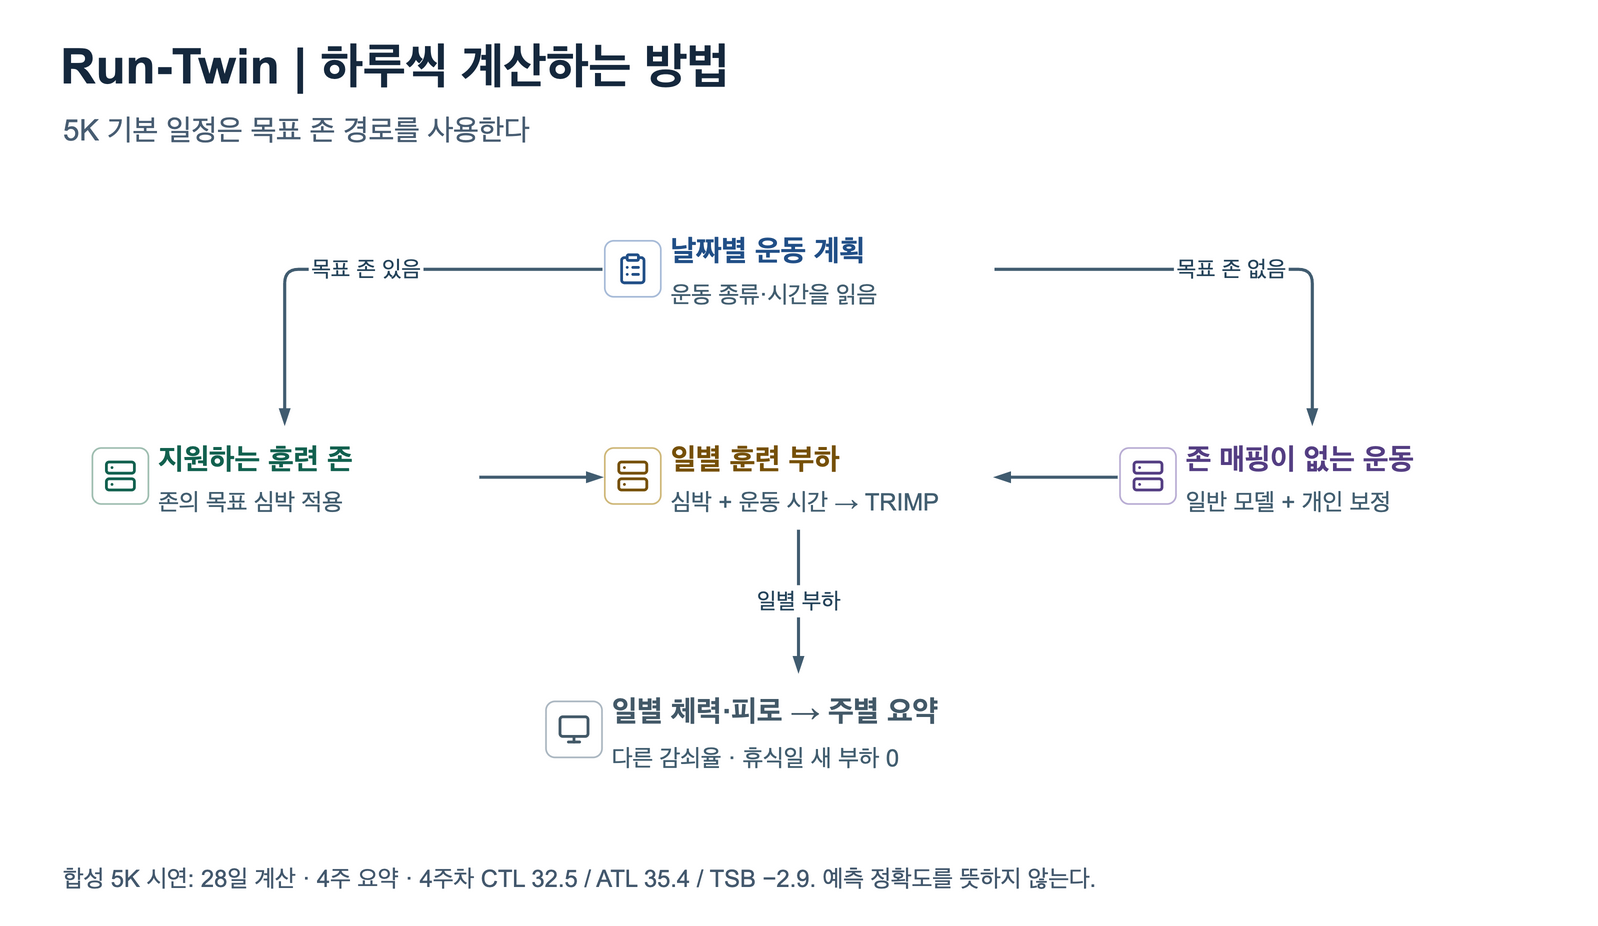 Run-Twin | 하루씩 계산하는 방법
5K 기본 일정은 목표 존 경로를 사용한다
날짜별 운동 계획
운동 종류·시간을 읽음
목표 존 있음
목표 존 없음
지원하는 훈련 존
존의 목표 심박 적용
일별 훈련 부하
심박 + 운동 시간 → TRIMP
존 매핑이 없는 운동
일반 모델 + 개인 보정
일별 부하
일별 체력·피로 → 주별 요약
다른 감쇠율 · 휴식일 새 부하 0
합성 5K 시연: 28일 계산 · 4주 요약 · 4주차 CTL 32.5 / ATL 35.4 / TSB −2.9. 예측 정확도를 뜻하지 않는다.